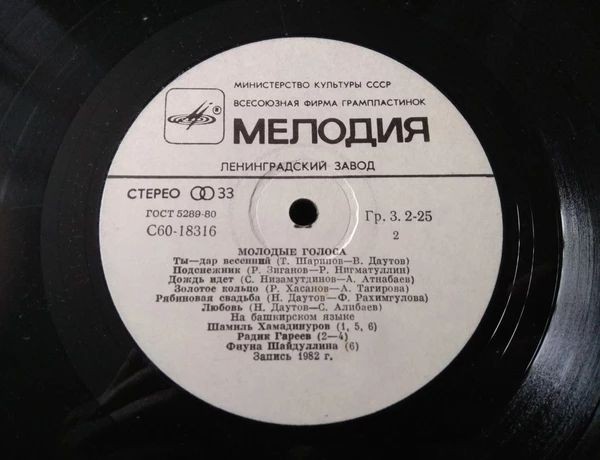 МИНИСТЕРСТВО КУЛЬТУРЫ СССР
ВСЕСОЮЗНАЯ ФИРМА ГРАМПЛАСТИНОК
®
МЕЛОДИЯ
ЛЕНИНГРАДСКИЙ ЗАВОД
СТЕРЕО 33
ГОСТ 5289-80
Гр. 3. 2-25
С60-18316
2
МОЛОДЫЕ ГОЛОСА
Ты—дар весенний (Т. Шарипов—В. Даутов)
Подснежник (Р. Зиганов—Р. Нигматуллин)
Дождь идет (С. Низамутдинов—А. Атнабаев)
Золотое кольцо (Р. Хасанов—А. Тагирова)
Рябиновая свадьба (Н. Даутов—Ф. Рахимгулова)
Любовь (Н. Даутов—С. Алибаев)
На башкирском языке
Шамиль Хамадинуров (1, 5, 6)
Радик Гареев (2—4)
Фнуна Шайдуллина (6)
Запись 1982 г.